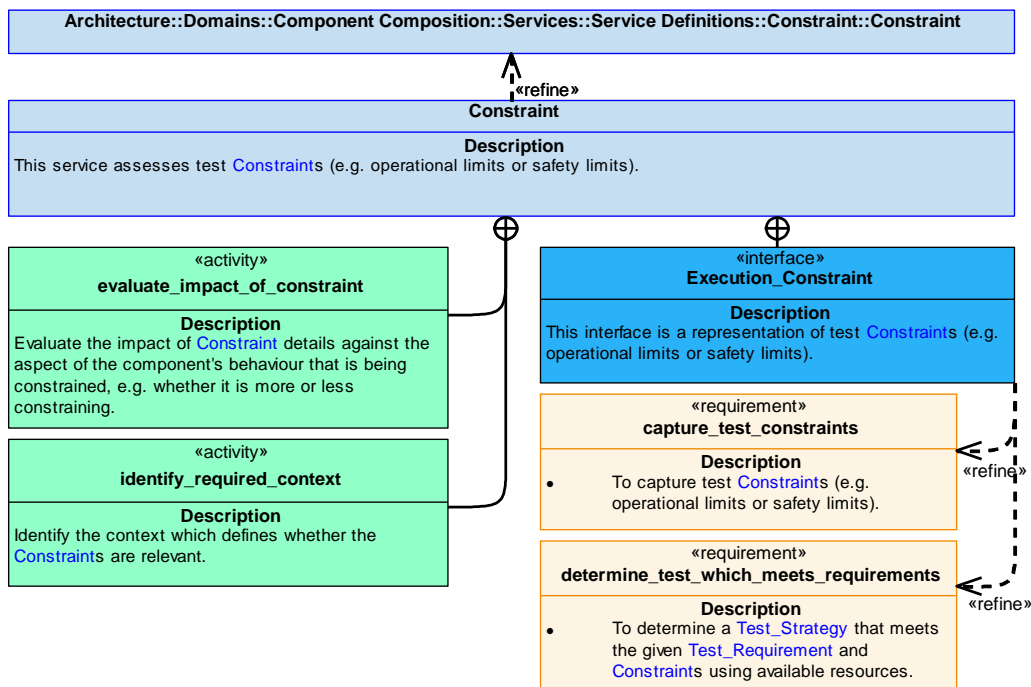 Architecture::Domains::Component Composition::Services::Service Definitions::Constraint::Constraint
«refine»
Constraint
Description
This service assesses test Constraints (e.g. operational limits or safety limits).
«activity»
evaluate_impact_of_constraint
Description
Evaluate the impact of Constraint details against the
aspect of the component's behaviour that is being
constrained, e.g. whether it is more or less
constraining.
«activity»
identify_required_context
Description
Identify the context which defines whether the
Constraints are relevant.
«interface»
Execution_Constraint
Description
This interface is a representation of test Constraints (e.g.
operational limits or safety limits).
«requirement»
capture_test_constraints
Description
• To capture test Constraints (e.g.
operational limits or safety limits).
«refine»
«requirement»
determine_test_which_meets_requirements
Description
• To determine a Test_Strategy that meets
the given Test_Requirement and
Constraints using available resources.
«refine»